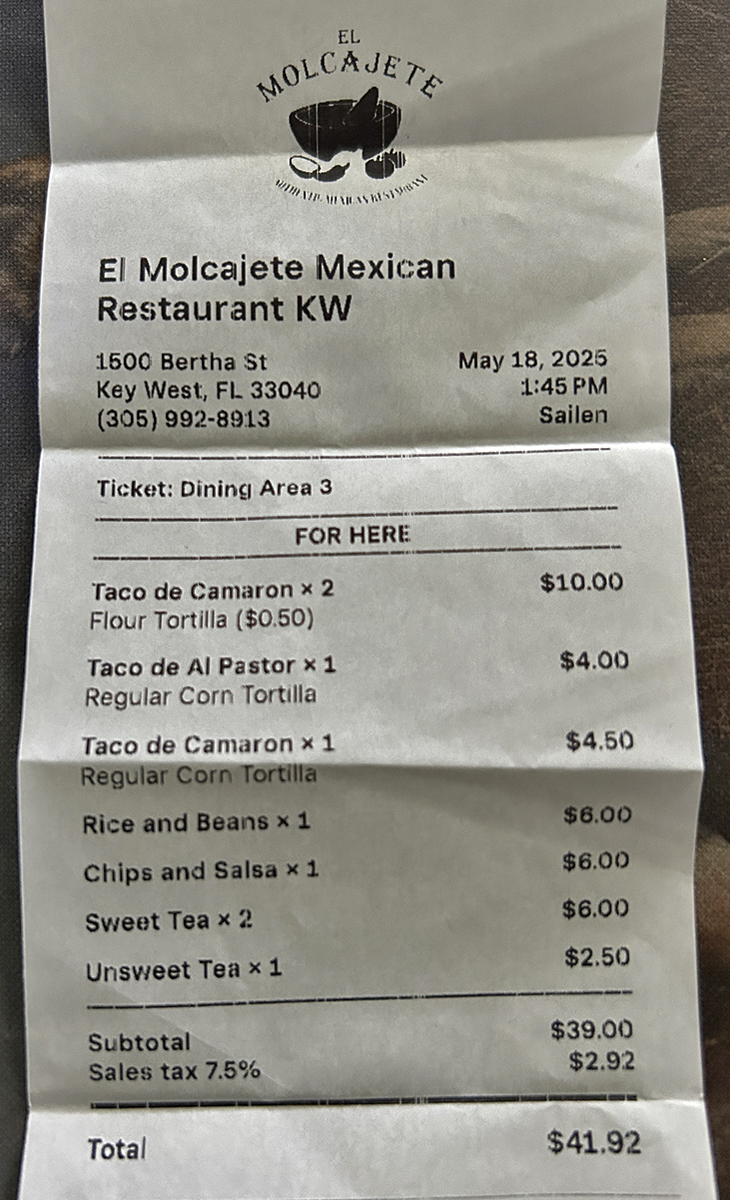 EL
MOLCAJETE
El Molcajete Mexican
Restaurant KW
1500 Bertha St May 18, 2025
Key West, FL 33040 1:45 PM
(305) 992-8913 Sailen
Ticket: Dining Area 3
FOR HERE
Taco de Camaron × 2 $10.00
Flour Tortilla ($0.50)
Taco de Al Pastor × 1 $4.00
Regular Corn Tortilla
Taco de Camaron × 1 $4.50
Regular Corn Tortilla
Rice and Beans × 1 $6.00
Chips and Salsa × 1 $6.00
Sweet Tea × 2 $6.00
Unsweet Tea × 1 $2.50
Subtotal $39.00
Sales tax 7.5% $2.92
Total $41.92